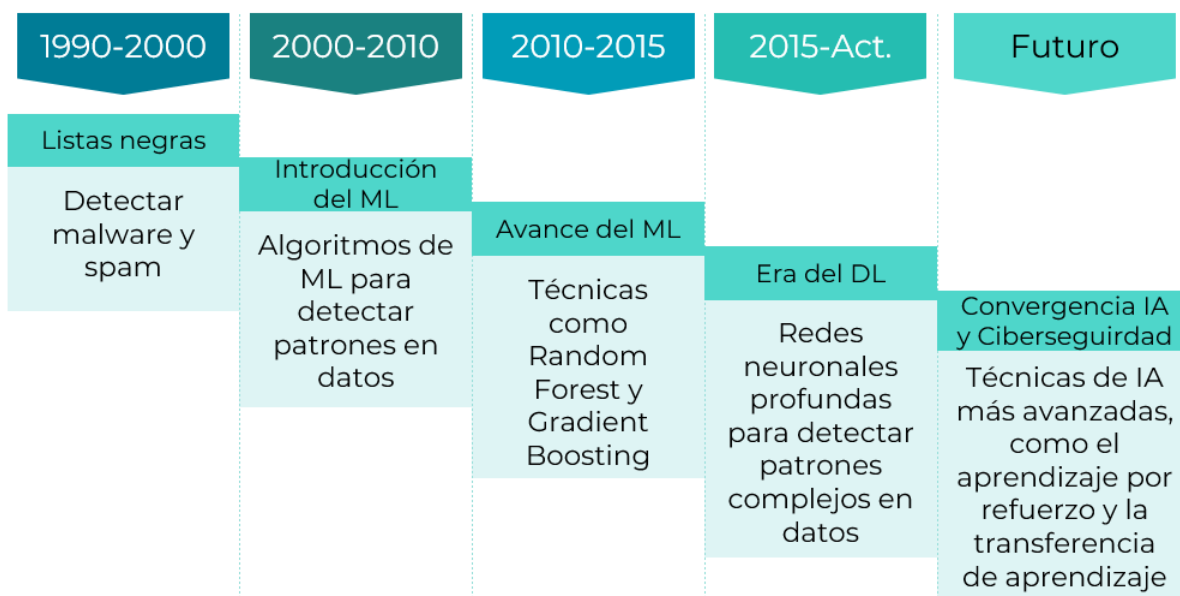 1990-2000
2000-2010
2010-2015
2015-Act.
Futuro
Listas negras
Detectar
malware y
spam
Introducción
del ML
Algoritmos de
ML para
detectar
patrones en
datos
Avance del ML
Técnicas
como
Random
Forest y
Gradient
Boosting
Era del DL
Redes
neuronales
profundas
para detectar
patrones
complejos en
datos
Convergencia IA
y Ciberseguirdad
Técnicas de IA
más avanzadas,
como el
aprendizaje por
refuerzo y la
transferencia
de aprendizaje